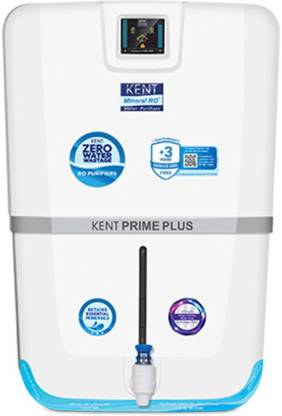 KENT
Mineral RO
Water Purifiers
KENT
ZERO
WATER
WASTAGE
RO PURIFIERS
+3
YEARS
FREE
KENT PRIME PLUS
RETAINS
ESSENTIAL
MINERALS